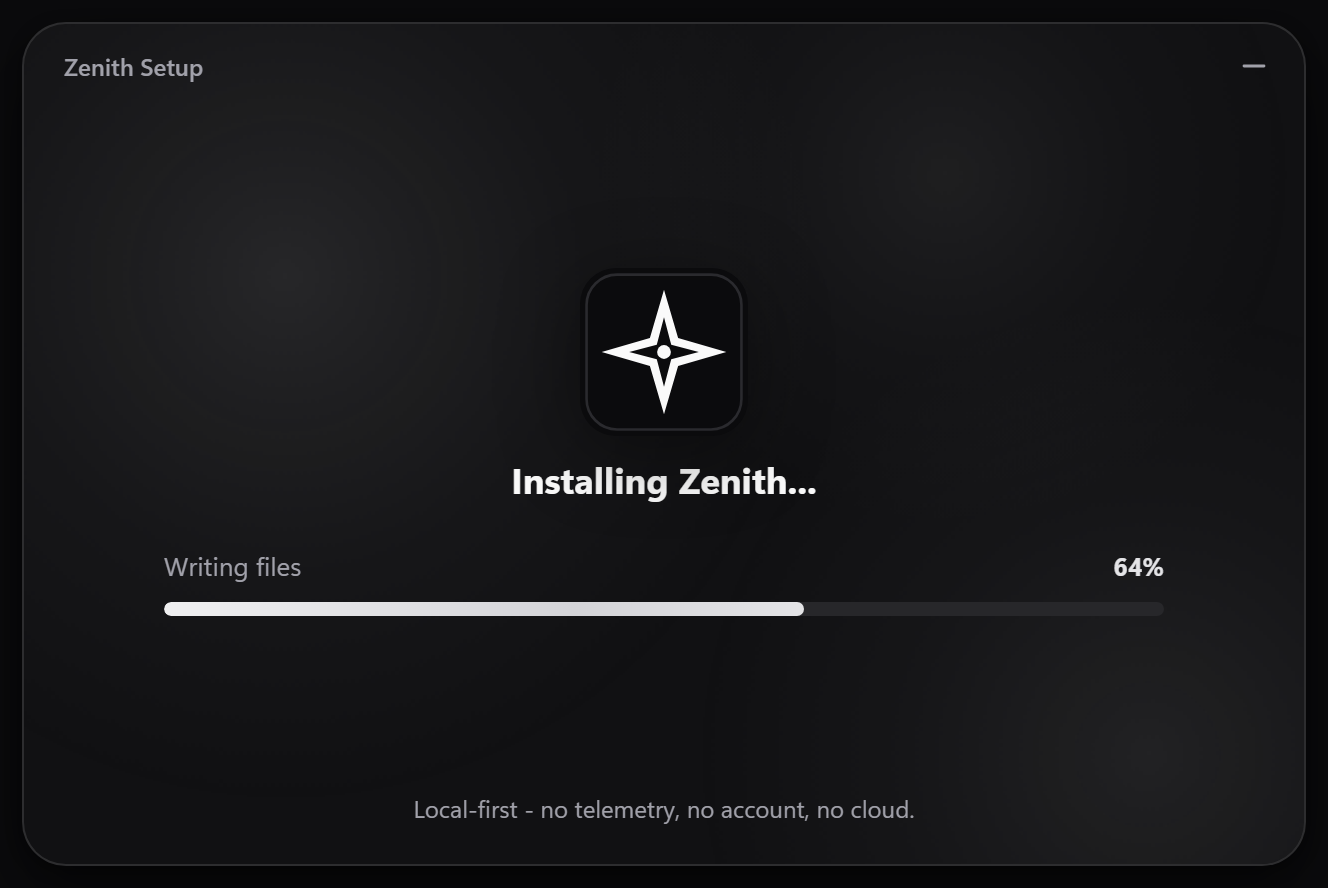 Zenith Setup
Installing Zenith...
Writing files
64%
Local-first - no telemetry, no account, no cloud.